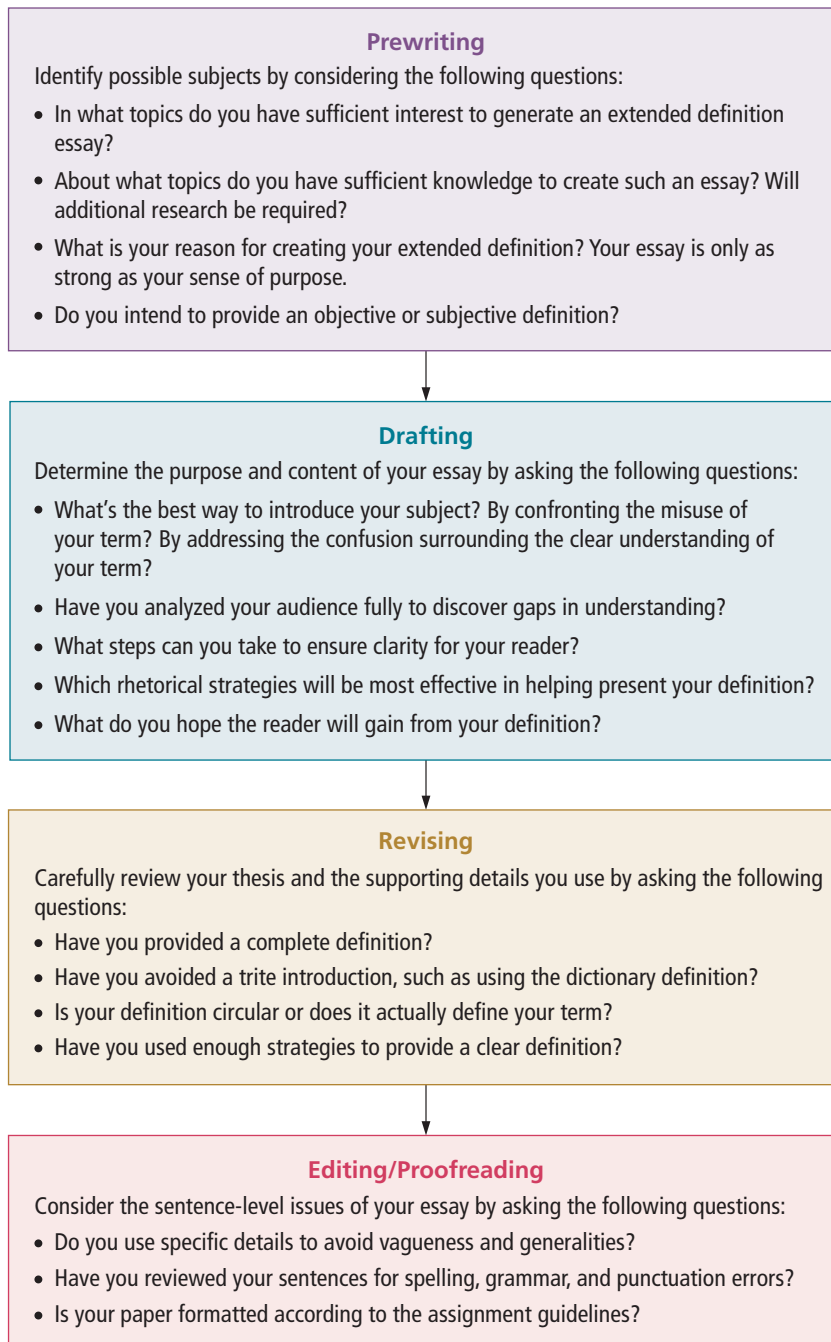 Prewriting
Identify possible subjects by considering the following questions:
• In what topics do you have sufficient interest to generate an extended definition
essay?
• About what topics do you have sufficient knowledge to create such an essay? Will
additional research be required?
• What is your reason for creating your extended definition? Your essay is only as
strong as your sense of purpose.
• Do you intend to provide an objective or subjective definition?
Drafting
Determine the purpose and content of your essay by asking the following questions:
• What's the best way to introduce your subject? By confronting the misuse of
your term? By addressing the confusion surrounding the clear understanding of
your term?
• Have you analyzed your audience fully to discover gaps in understanding?
• What steps can you take to ensure clarity for your reader?
• Which rhetorical strategies will be most effective in helping present your definition?
• What do you hope the reader will gain from your definition?
Revising
Carefully review your thesis and the supporting details you use by asking the following
questions:
• Have you provided a complete definition?
• Have you avoided a trite introduction, such as using the dictionary definition?
• Is your definition circular or does it actually define your term?
• Have you used enough strategies to provide a clear definition?
Editing/Proofreading
Consider the sentence-level issues of your essay by asking the following questions:
• Do you use specific details to avoid vagueness and generalities?
• Have you reviewed your sentences for spelling, grammar, and punctuation errors?
• Is your paper formatted according to the assignment guidelines?